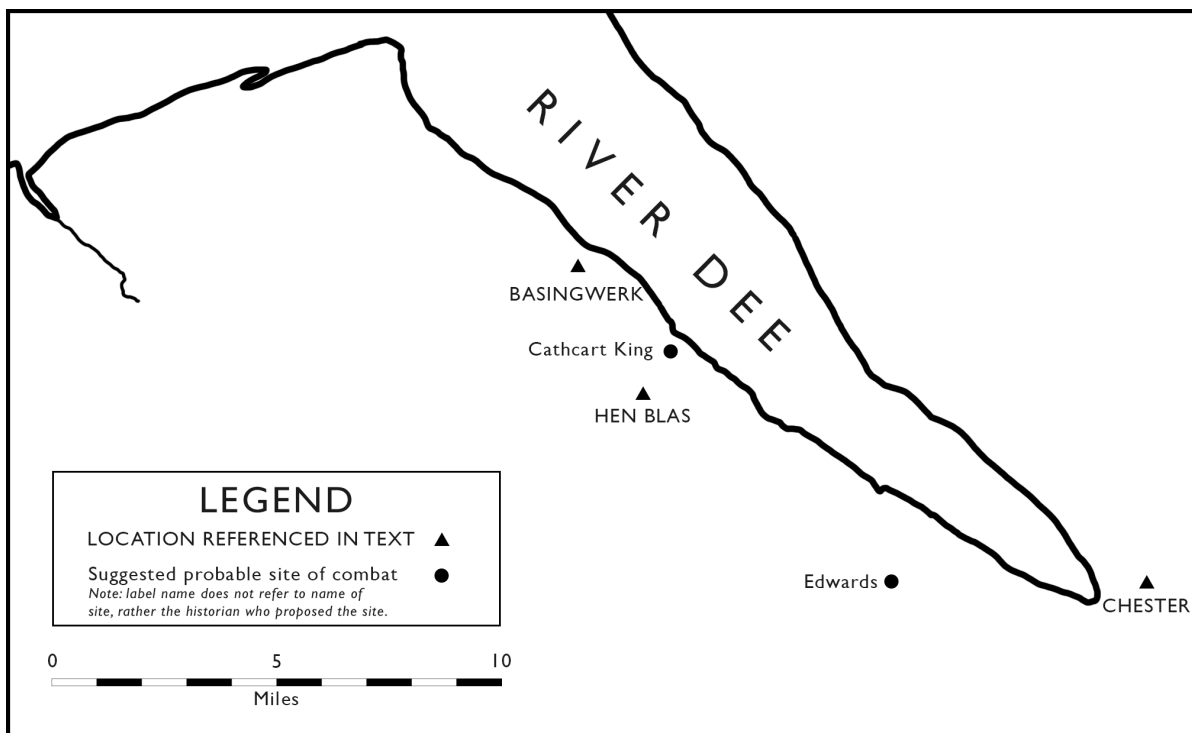 RIVER DEE
BASINGWERK
Cathcart King
HEN BLAS
LEGEND
LOCATION REFERENCED IN TEXT
Suggested probable site of combat
Note: label name does not refer to name of
site, rather the historian who proposed the site.
Edwards
CHESTER
0 5 10
Miles